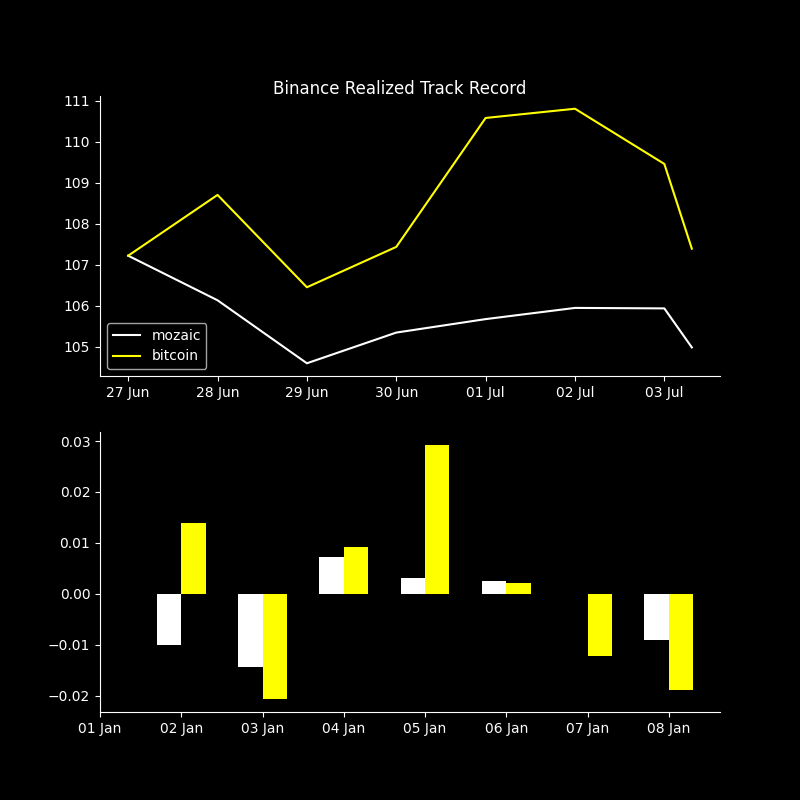 Binance Realized Track Record
111
110
109
108
107
106
105
mozaic
bitcoin
27 Jun 28 Jun 29 Jun 30 Jun 01 Jul 02 Jul 03 Jul
0.03
0.02
0.01
0.00
−0.01
−0.02
01 Jan 02 Jan 03 Jan 04 Jan 05 Jan 06 Jan 07 Jan 08 Jan